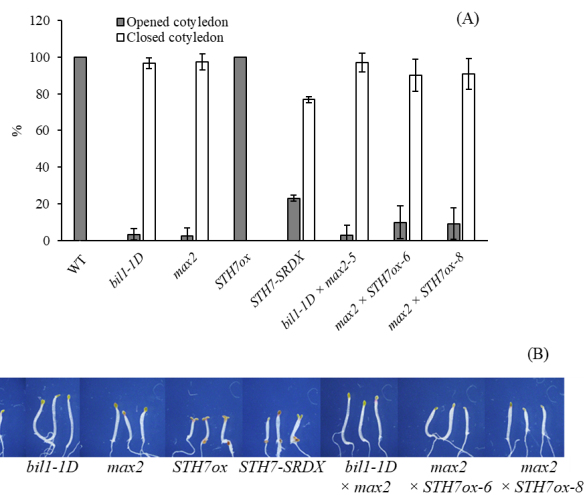 (A)
Opened cotyledon
Closed cotyledon
120
100
80
60
40
20
0
%
WT
bil1-1D
max2
STH7ox
STH7-SRDX
bil1-1D × max2-5
max2 × STH7ox-6
max2 × STH7ox-8
(B)
bil1-1D max2 STH7ox STH7-SRDX bil1-1D max2 max2
× max2 × STH7ox-6 × STH7ox-8